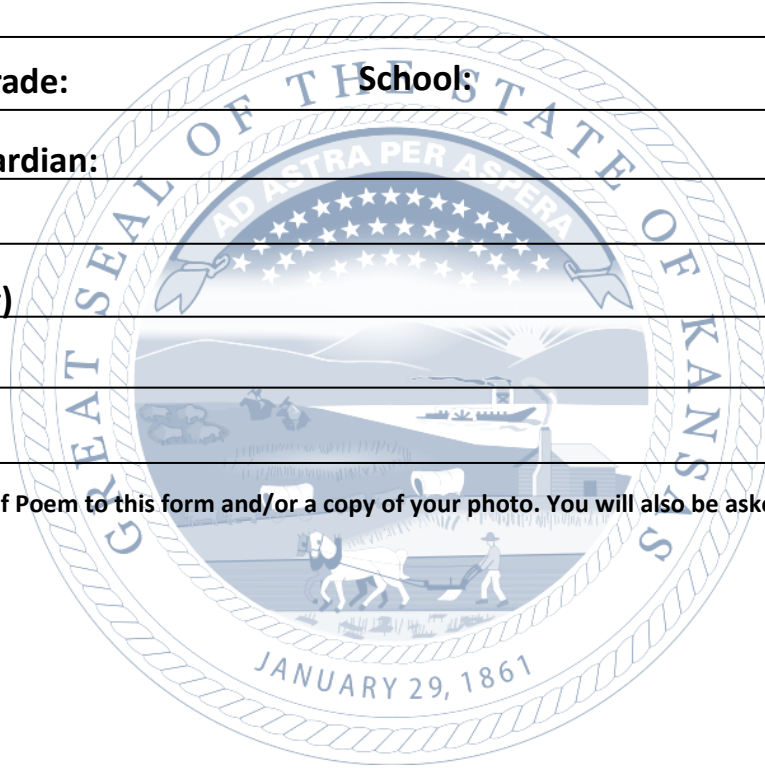 rade: School:
ardian:
)
f Poem to this form and/or a copy of your photo. You will also be aske
GREAT SEAL OF THE STATE OF KANSAS
AD ASTRA PER ASPERA
JANUARY 29, 1861